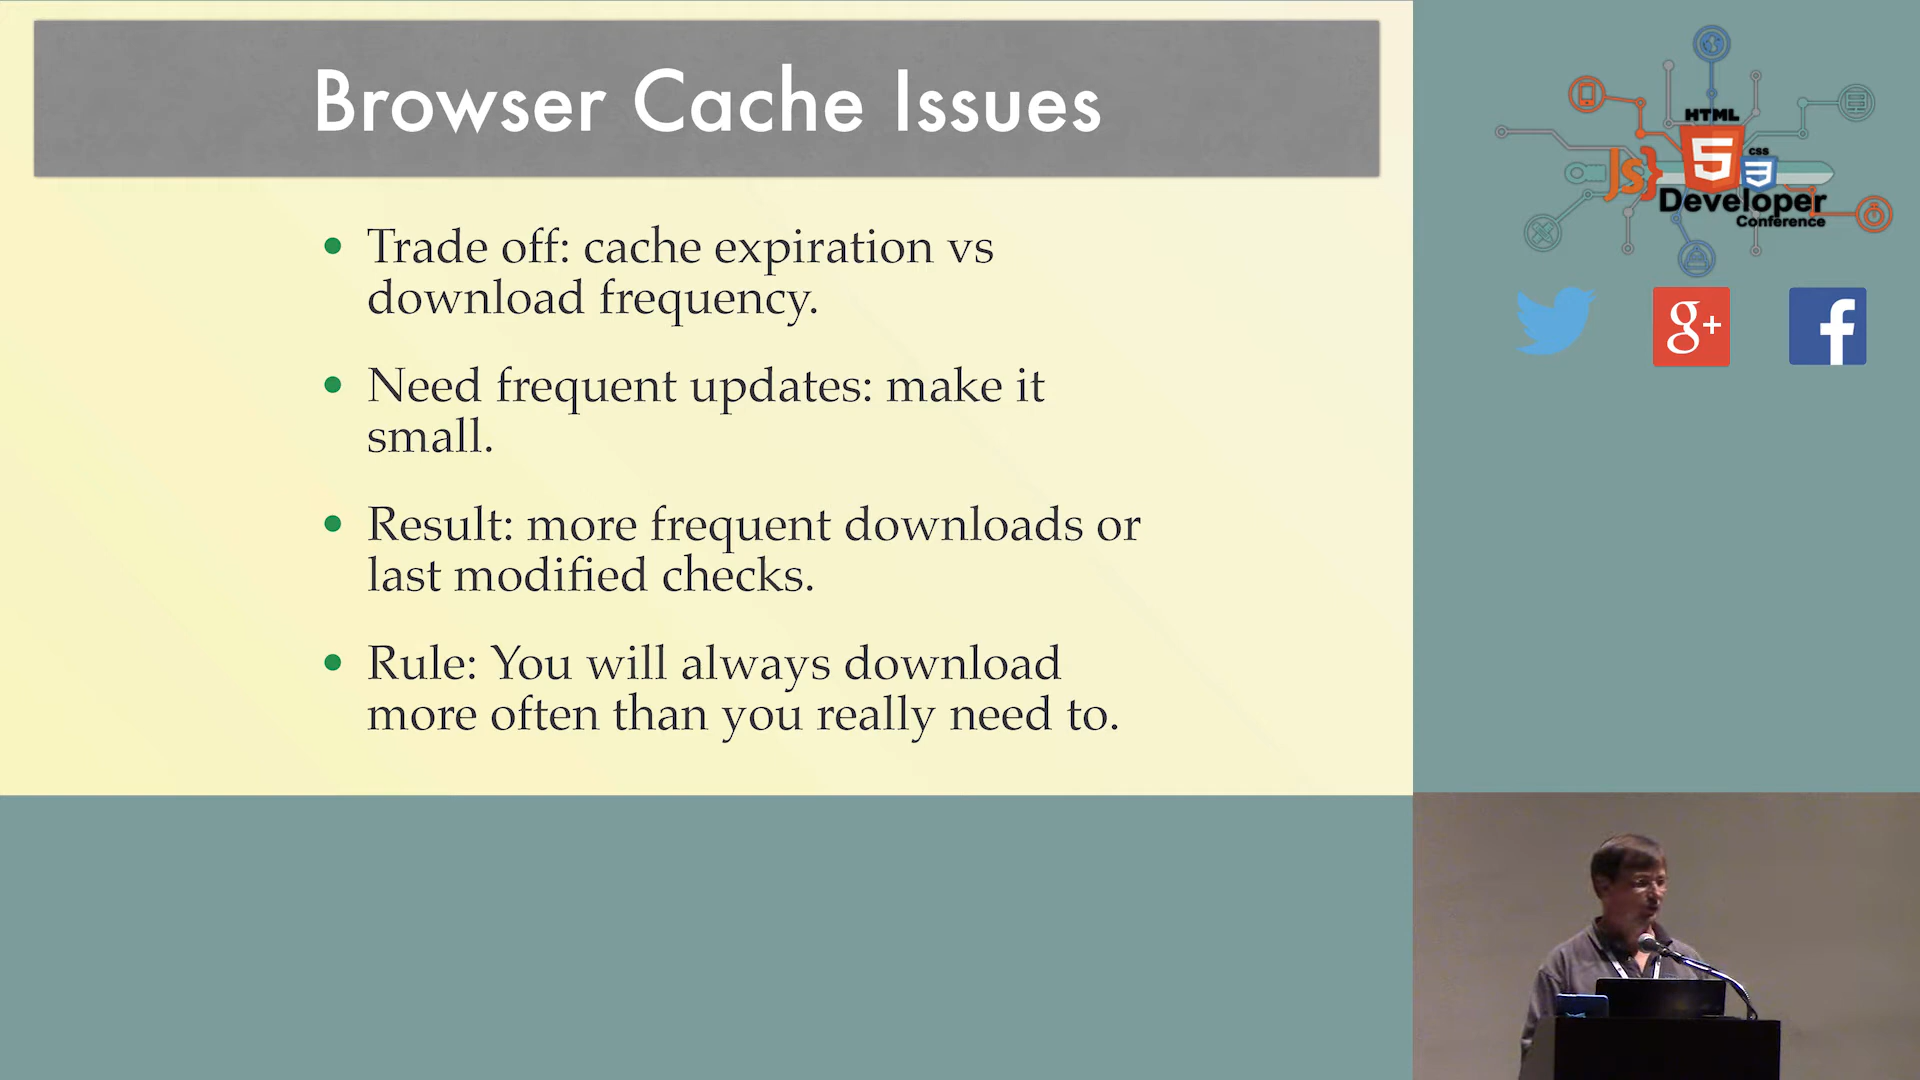 Browser Cache Issues
Trade off: cache expiration vs
download frequency.
Need frequent updates: make it
small.
Result: more frequent downloads or
last modified checks.
Rule: You will always download
more often than you really need to.
HTML
JS}
5
CSS
3
Developer
Conference
g+
f